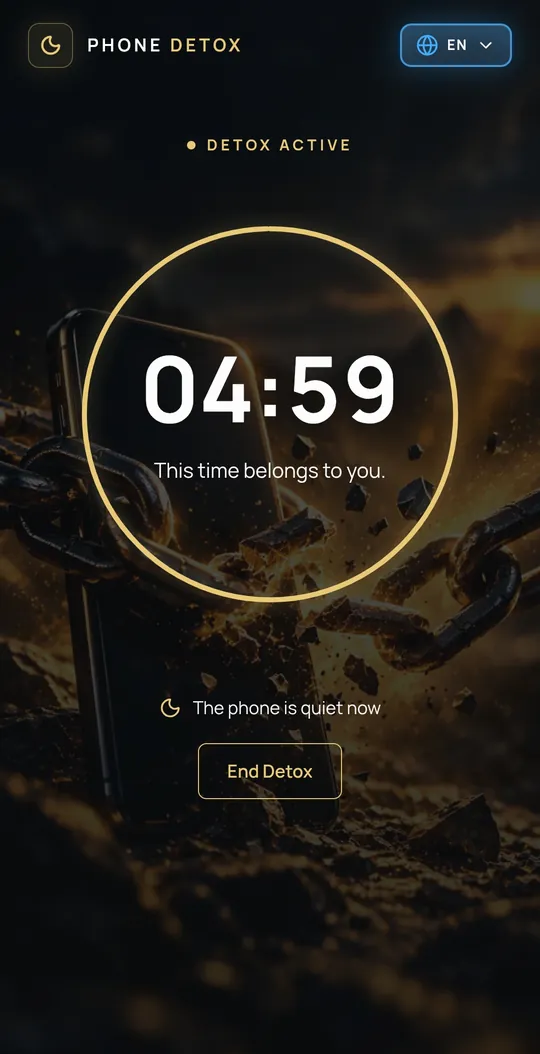 PHONE DETOX
EN
DETOX ACTIVE
04:59
This time belongs to you.
The phone is quiet now
End Detox